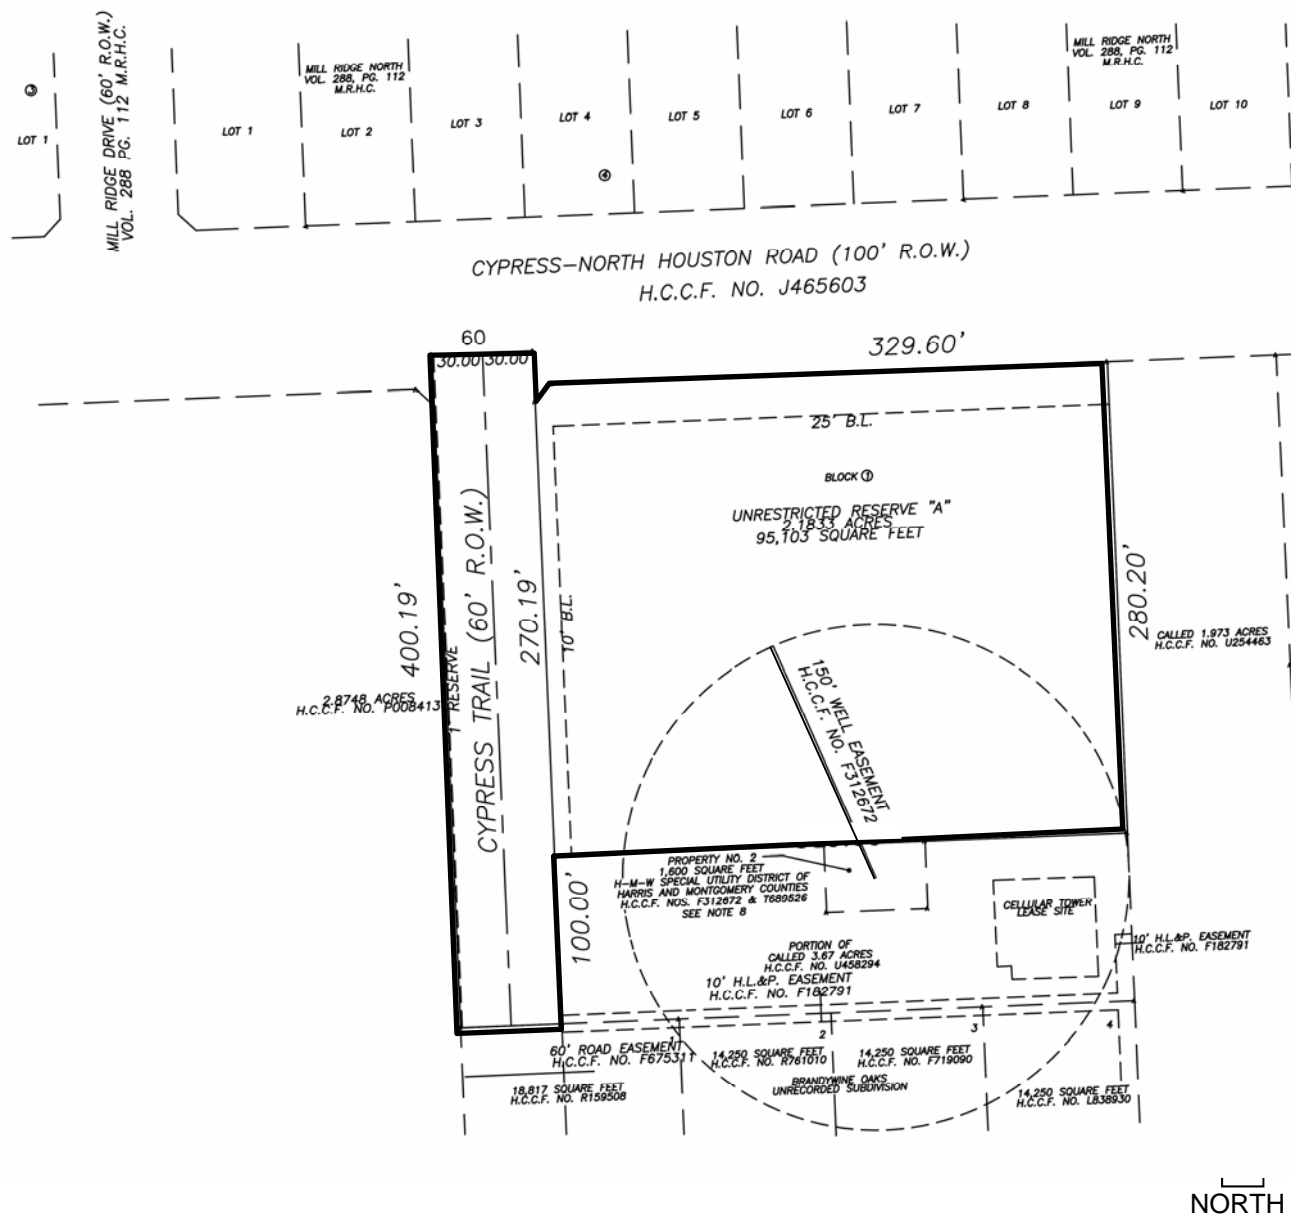 MILL RIDGE DRIVE (60' R.O.W.)
VOL. 288 PG. 112 M.R.H.C.
3
LOT 1
LOT 1
MILL RIDGE NORTH
VOL. 288, PG. 112
M.R.H.C.
LOT 2
LOT 3
LOT 4
4
LOT 5
LOT 6
LOT 7
LOT 8
MILL RIDGE NORTH
VOL. 288, PG. 112
M.R.H.C.
LOT 9
LOT 10
CYPRESS-NORTH HOUSTON ROAD (100' R.O.W.)
H.C.C.F. NO. J465603
60
30.00 30.00
329.60'
25' B.L.
BLOCK 1
UNRESTRICTED RESERVE "A"
2.1833 ACRES
95,103 SQUARE FEET
400.19'
1' RESERVE
CYPRESS TRAIL (60' R.O.W.)
270.19'
10' B.L.
280.20'
CALLED 1.973 ACRES
H.C.C.F. NO. U254463
2.8748 ACRES
H.C.C.F. NO. P008413
150' WELL EASEMENT
H.C.C.F. NO. F312672
100.00'
PROPERTY NO. 2
1,600 SQUARE FEET
H-M-W SPECIAL UTILITY DISTRICT OF
HARRIS AND MONTGOMERY COUNTIES
H.C.C.F. NOS. F312672 & T689526
SEE NOTE 8
CELLULAR TOWER
LEASE SITE
10' H.L.&P. EASEMENT
H.C.C.F. NO. F182791
PORTION OF
CALLED 3.67 ACRES
H.C.C.F. NO. U458294
10' H.L.&P. EASEMENT
H.C.C.F. NO. F182791
1
2
3
4
60' ROAD EASEMENT
H.C.C.F. NO. F675311
14,250 SQUARE FEET
H.C.C.F. NO. R761010
14,250 SQUARE FEET
H.C.C.F. NO. F719090
BRANDYWINE OAKS
UNRECORDED SUBDIVISION
18,817 SQUARE FEET
H.C.C.F. NO. R159508
14,250 SQUARE FEET
H.C.C.F. NO. L838930
NORTH